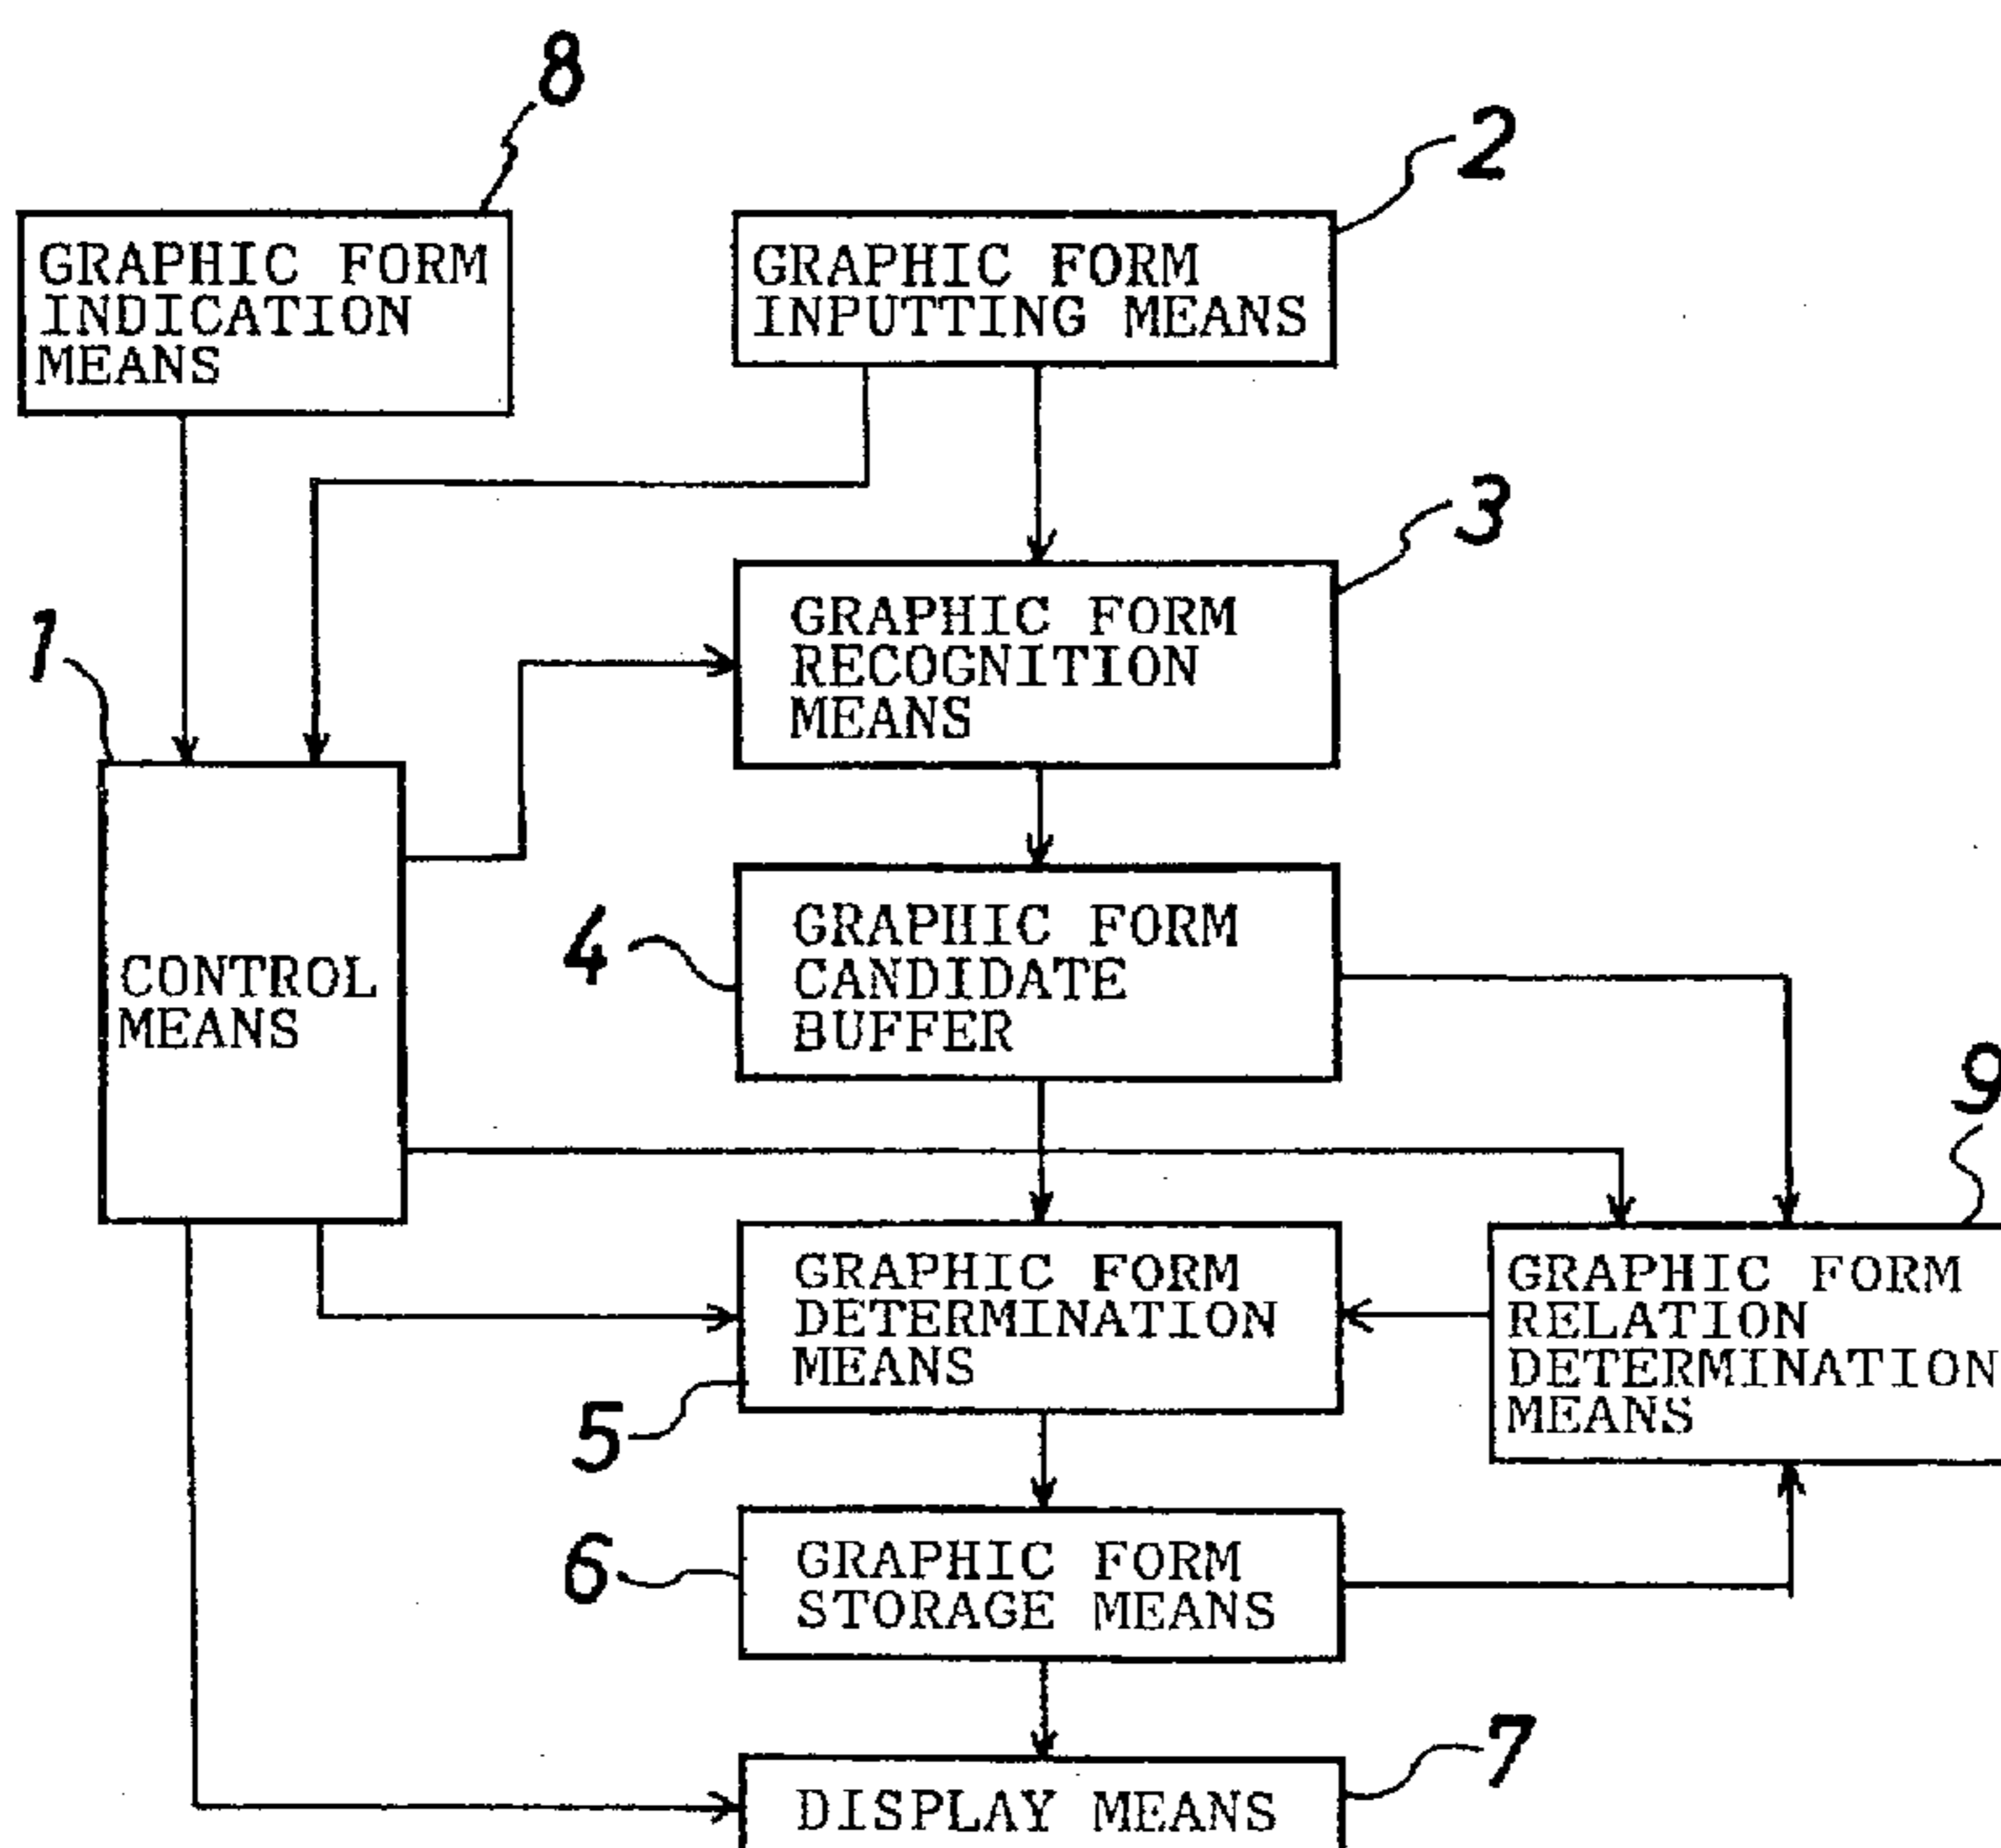 8
2
GRAPHIC FORM
INDICATION
MEANS
GRAPHIC FORM
INPUTTING MEANS
3
1
GRAPHIC FORM
RECOGNITION
MEANS
4
GRAPHIC FORM
CANDIDATE
BUFFER
CONTROL
MEANS
9
GRAPHIC FORM
DETERMINATION
MEANS
5
GRAPHIC FORM
RELATION
DETERMINATION
MEANS
6
GRAPHIC FORM
STORAGE MEANS
7
DISPLAY MEANS